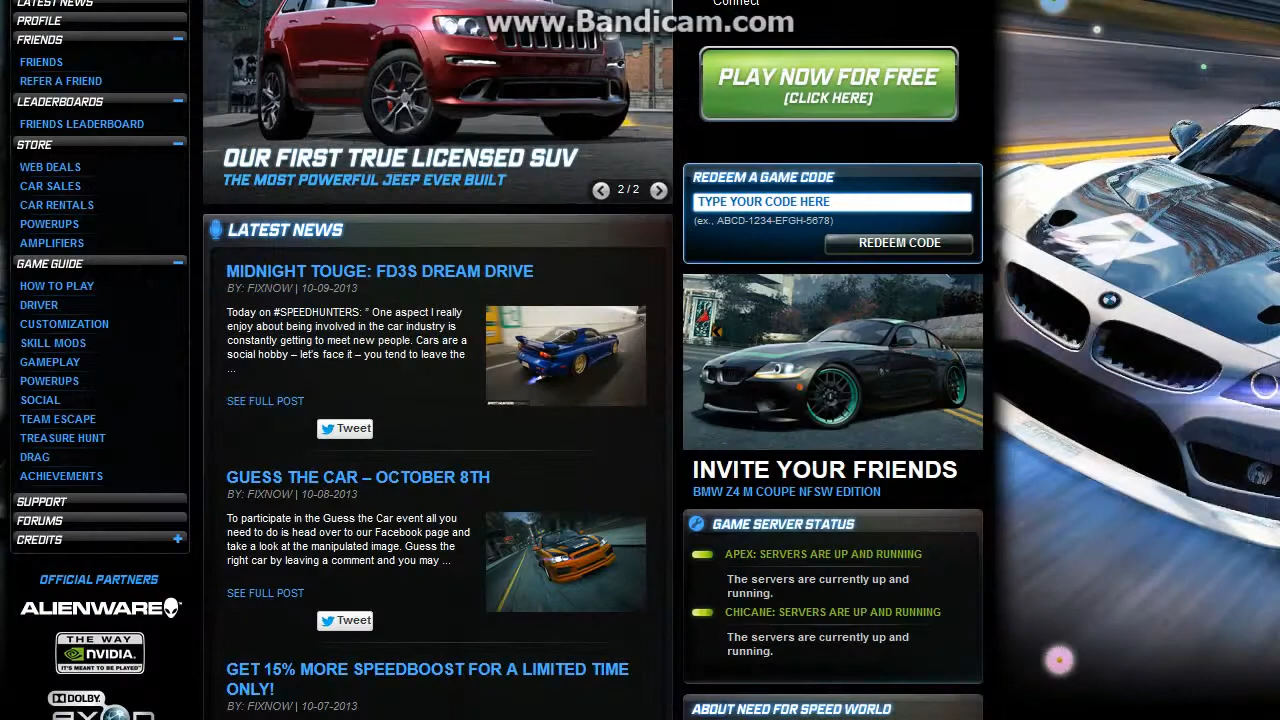 www.Bandicam.com
LATEST NEWS
PROFILE
FRIENDS
FRIENDS
REFER A FRIEND
LEADERBOARDS
FRIENDS LEADERBOARD
STORE
WEB DEALS
CAR SALES
CAR RENTALS
POWERUPS
AMPLIFIERS
GAME GUIDE
HOW TO PLAY
DRIVER
CUSTOMIZATION
SKILL MODS
GAMEPLAY
POWERUPS
SOCIAL
TEAM ESCAPE
TREASURE HUNT
DRAG
ACHIEVEMENTS
SUPPORT
FORUMS
CREDITS
OFFICIAL PARTNERS
ALIENWARE
THE WAY
NVIDIA.
IT'S MEANT TO BE PLAYED
DOLBY
AXON
OUR FIRST TRUE LICENSED SUV
THE MOST POWERFUL JEEP EVER BUILT
2 / 2
LATEST NEWS
MIDNIGHT TOUGE: FD3S DREAM DRIVE
BY: FIXNOW | 10-09-2013
Today on #SPEEDHUNTERS: " One aspect I really
enjoy about being involved in the car industry is
constantly getting to meet new people. Cars are a
social hobby – let's face it – you tend to leave the
...
SEE FULL POST
Tweet
GUESS THE CAR – OCTOBER 8TH
BY: FIXNOW | 10-08-2013
To participate in the Guess the Car event all you
need to do is head over to our Facebook page and
take a look at the manipulated image. Guess the
right car by leaving a comment and you may ...
SEE FULL POST
Tweet
GET 15% MORE SPEEDBOOST FOR A LIMITED TIME
ONLY!
BY: FIXNOW | 10-07-2013
Connect
PLAY NOW FOR FREE
(CLICK HERE)
REDEEM A GAME CODE
TYPE YOUR CODE HERE
(ex., ABCD-1234-EFGH-5678)
REDEEM CODE
INVITE YOUR FRIENDS
BMW Z4 M COUPE NFSW EDITION
GAME SERVER STATUS
APEX: SERVERS ARE UP AND RUNNING
The servers are currently up and
running.
CHICANE: SERVERS ARE UP AND RUNNING
The servers are currently up and
running.
ABOUT NEED FOR SPEED WORLD